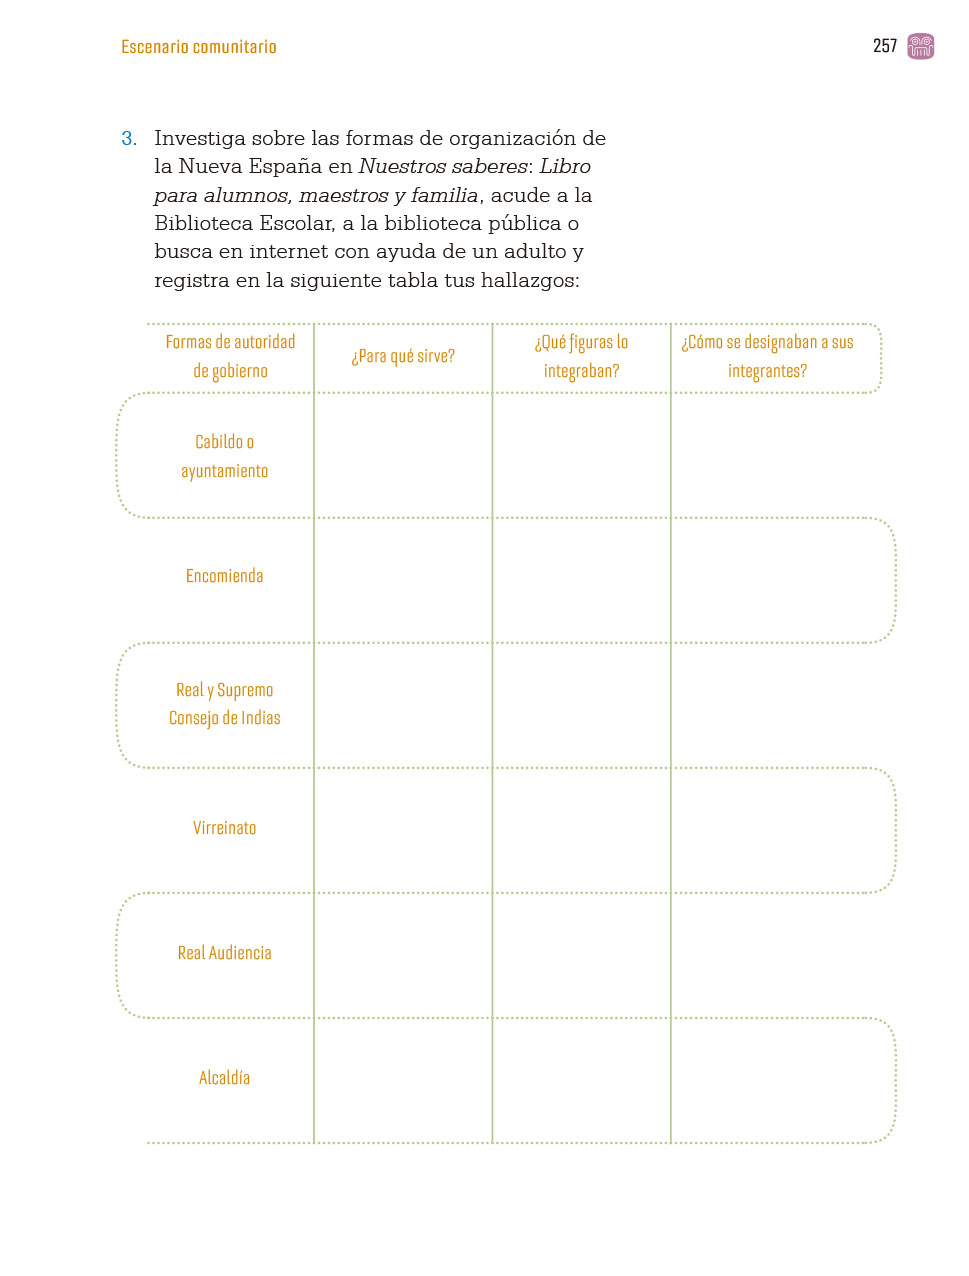 Escenario comunitario
257
3. Investiga sobre las formas de organización de
la Nueva España en Nuestros saberes: Libro
para alumnos, maestros y familia, acude a la
Biblioteca Escolar, a la biblioteca pública o
busca en internet con ayuda de un adulto y
registra en la siguiente tabla tus hallazgos:
Formas de autoridad
de gobierno
¿Para qué sirve?
¿Qué figuras lo
integraban?
¿Cómo se designaban a sus
integrantes?
Cabildo o
ayuntamiento
Encomienda
Real y Supremo
Consejo de Indias
Virreinato
Real Audiencia
Alcaldía